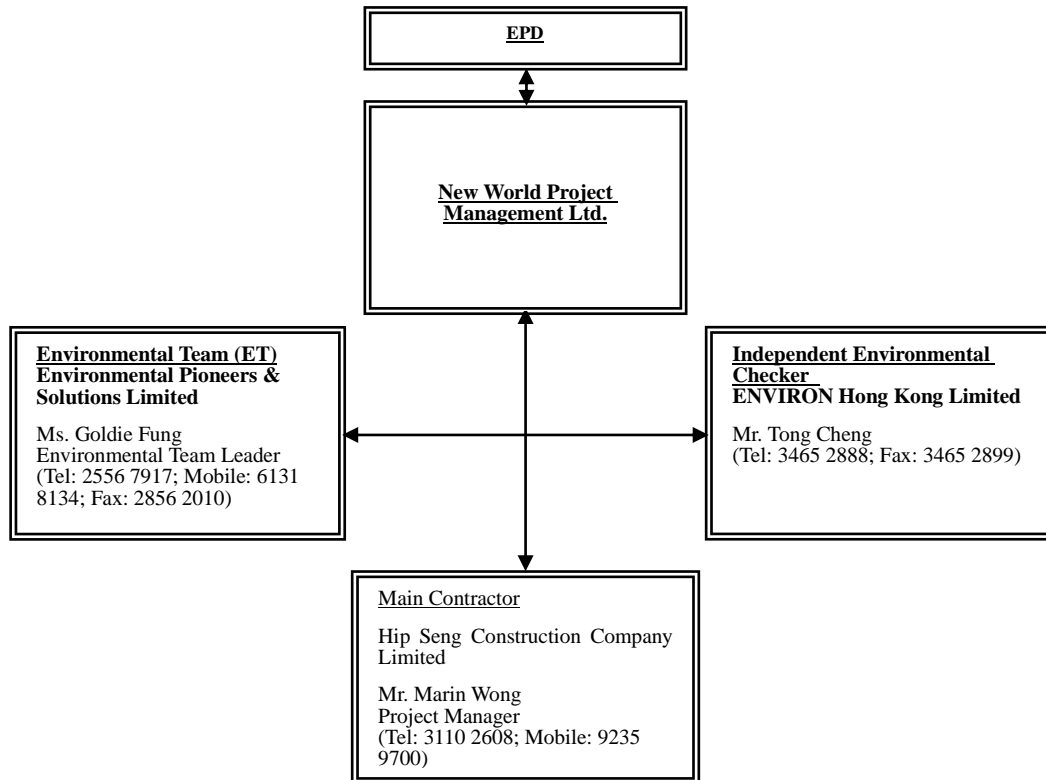 EPD
New World Project
Management Ltd.
Environmental Team (ET)
Environmental Pioneers &
Solutions Limited
Ms. Goldie Fung
Environmental Team Leader
(Tel: 2556 7917; Mobile: 6131
8134; Fax: 2856 2010)
Independent Environmental
Checker
ENVIRON Hong Kong Limited
Mr. Tong Cheng
(Tel: 3465 2888; Fax: 3465 2899)
Main Contractor
Hip Seng Construction Company
Limited
Mr. Marin Wong
Project Manager
(Tel: 3110 2608; Mobile: 9235
9700)